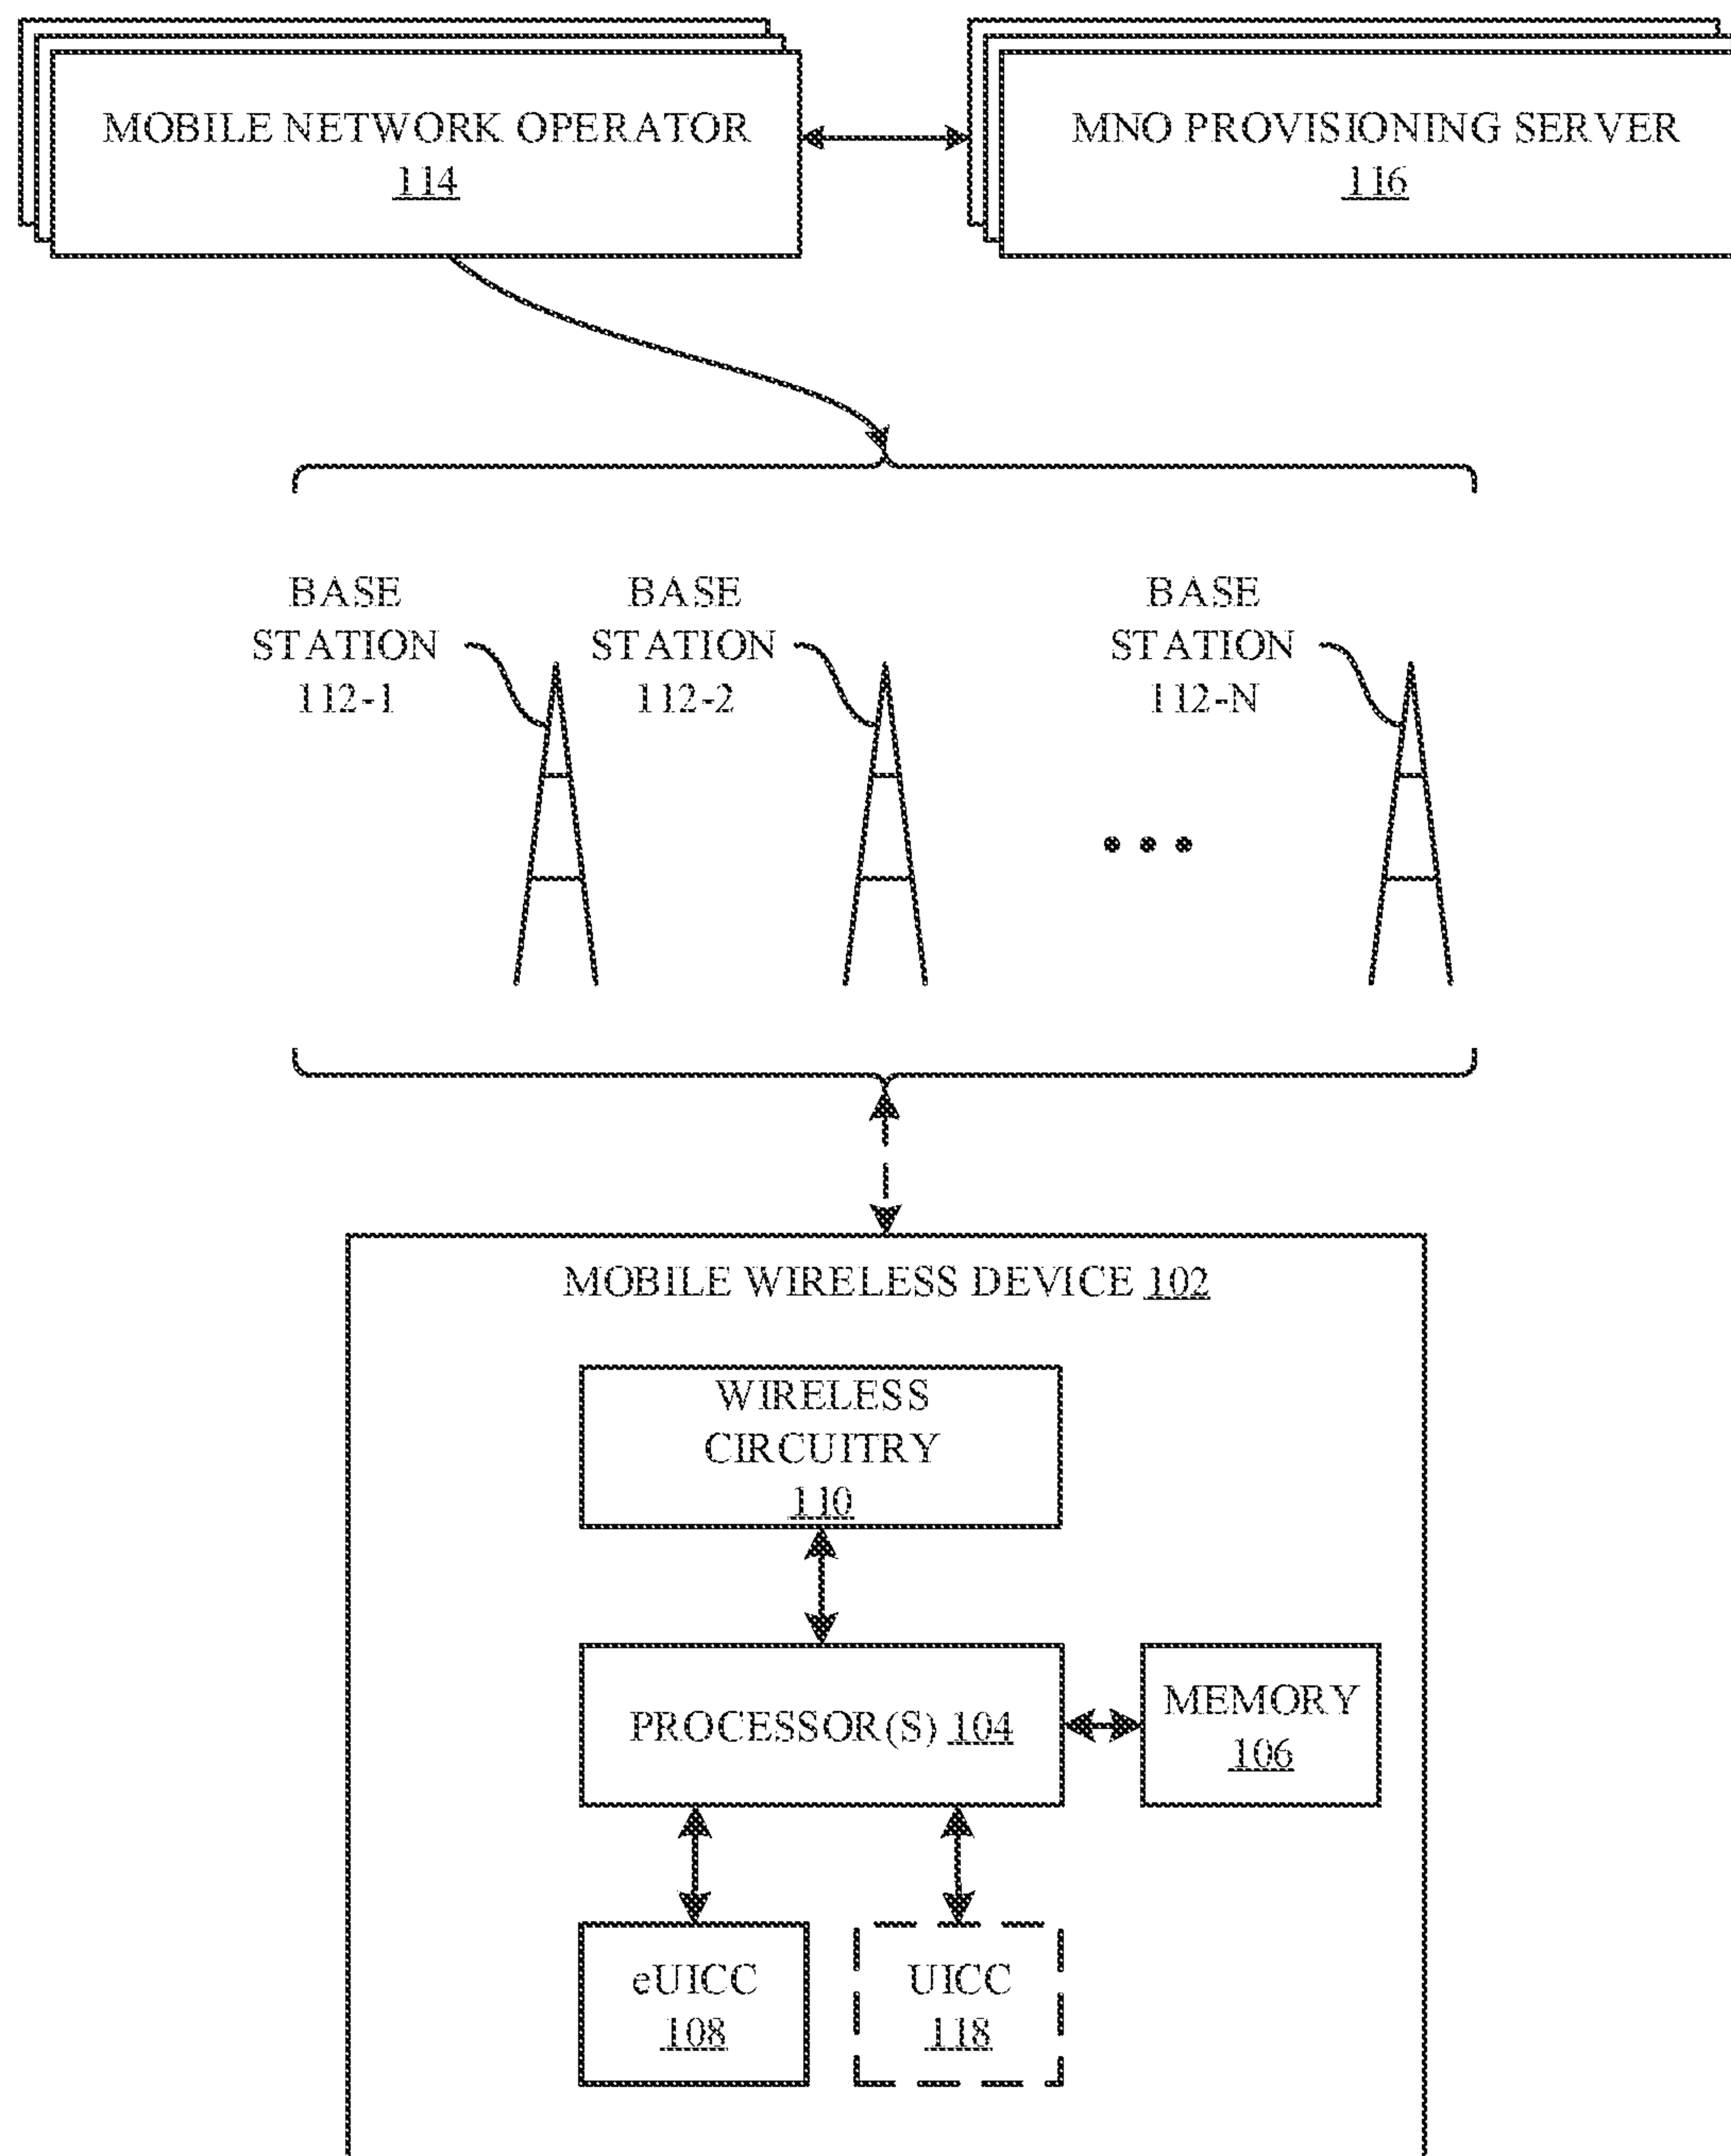 MOBILE NETWORK OPERATOR
114
MNO PROVISIONING SERVER
116
BASE
STATION
112-1
BASE
STATION
112-2
BASE
STATION
112-N
MOBILE WIRELESS DEVICE 102
WIRELESS
CIRCUITRY
110
PROCESSOR(S) 104
MEMORY
106
eUICC
108
UICC
118